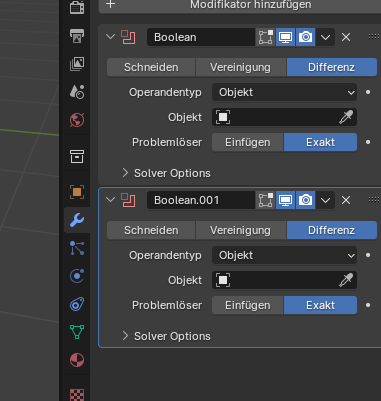 Modifikator hinzufügen
Boolean
Schneiden Vereinigung Differenz
Operandentyp Objekt
Objekt
Problemlöser Einfügen Exakt
Solver Options
Boolean.001
Schneiden Vereinigung Differenz
Operandentyp Objekt
Objekt
Problemlöser Einfügen Exakt
Solver Options